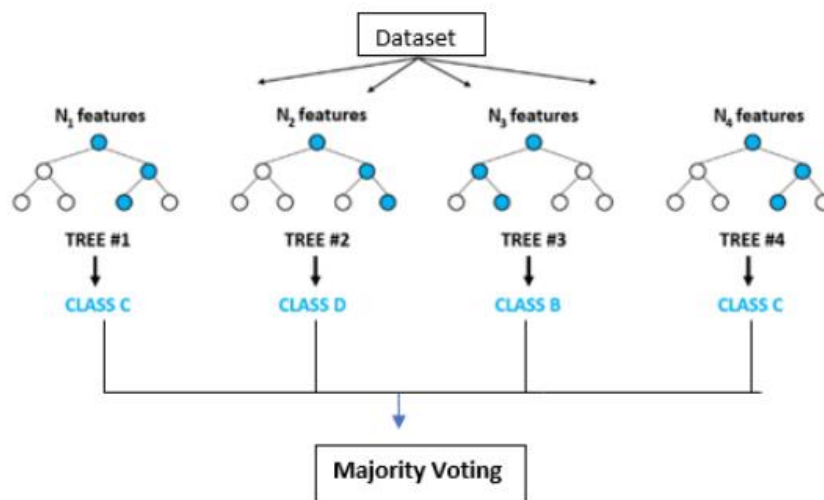 Dataset
N₁ features
N₂ features
N₃ features
N₄ features
TREE #1
TREE #2
TREE #3
TREE #4
CLASS C
CLASS D
CLASS B
CLASS C
Majority Voting